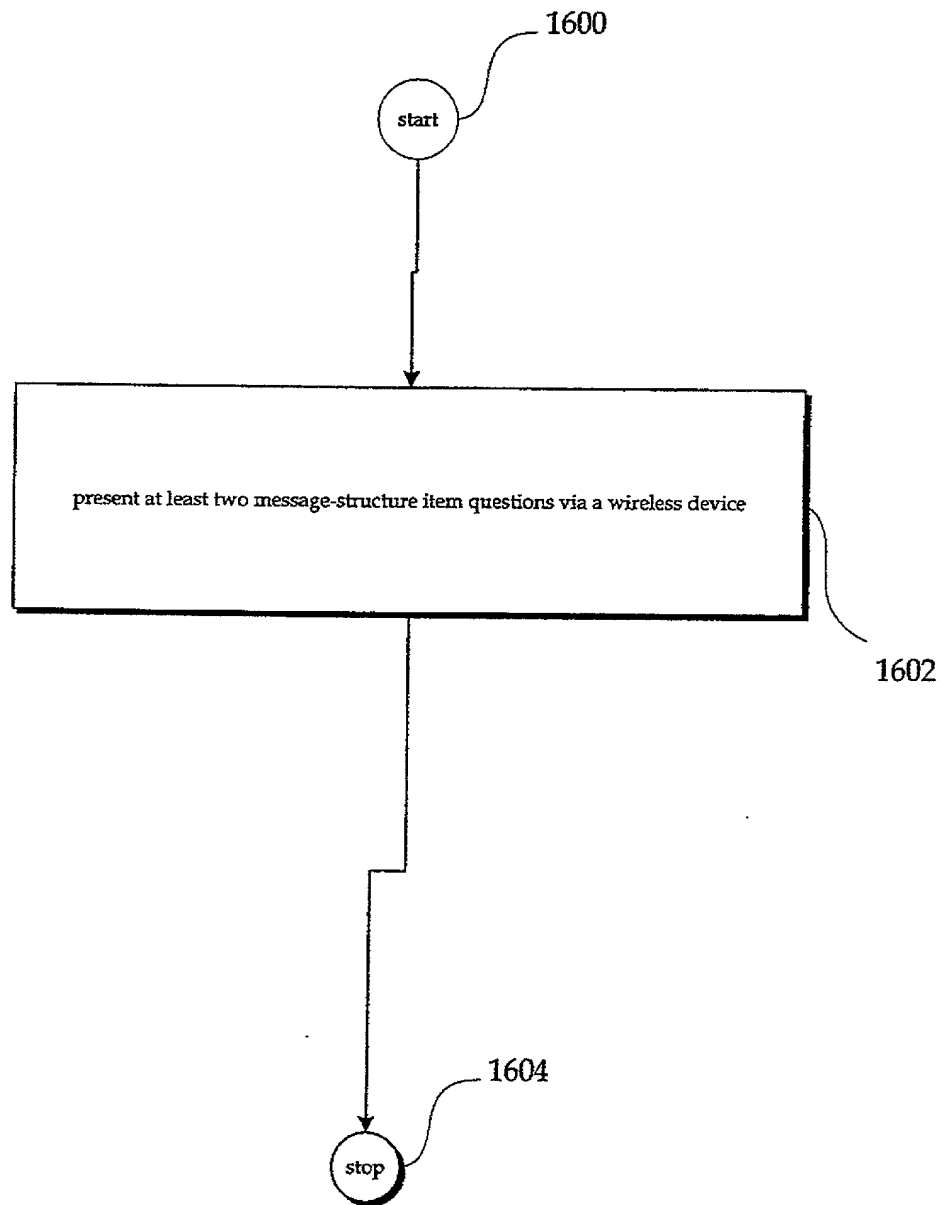 1600
start
present at least two message-structure item questions via a wireless device
1602
1604
stop